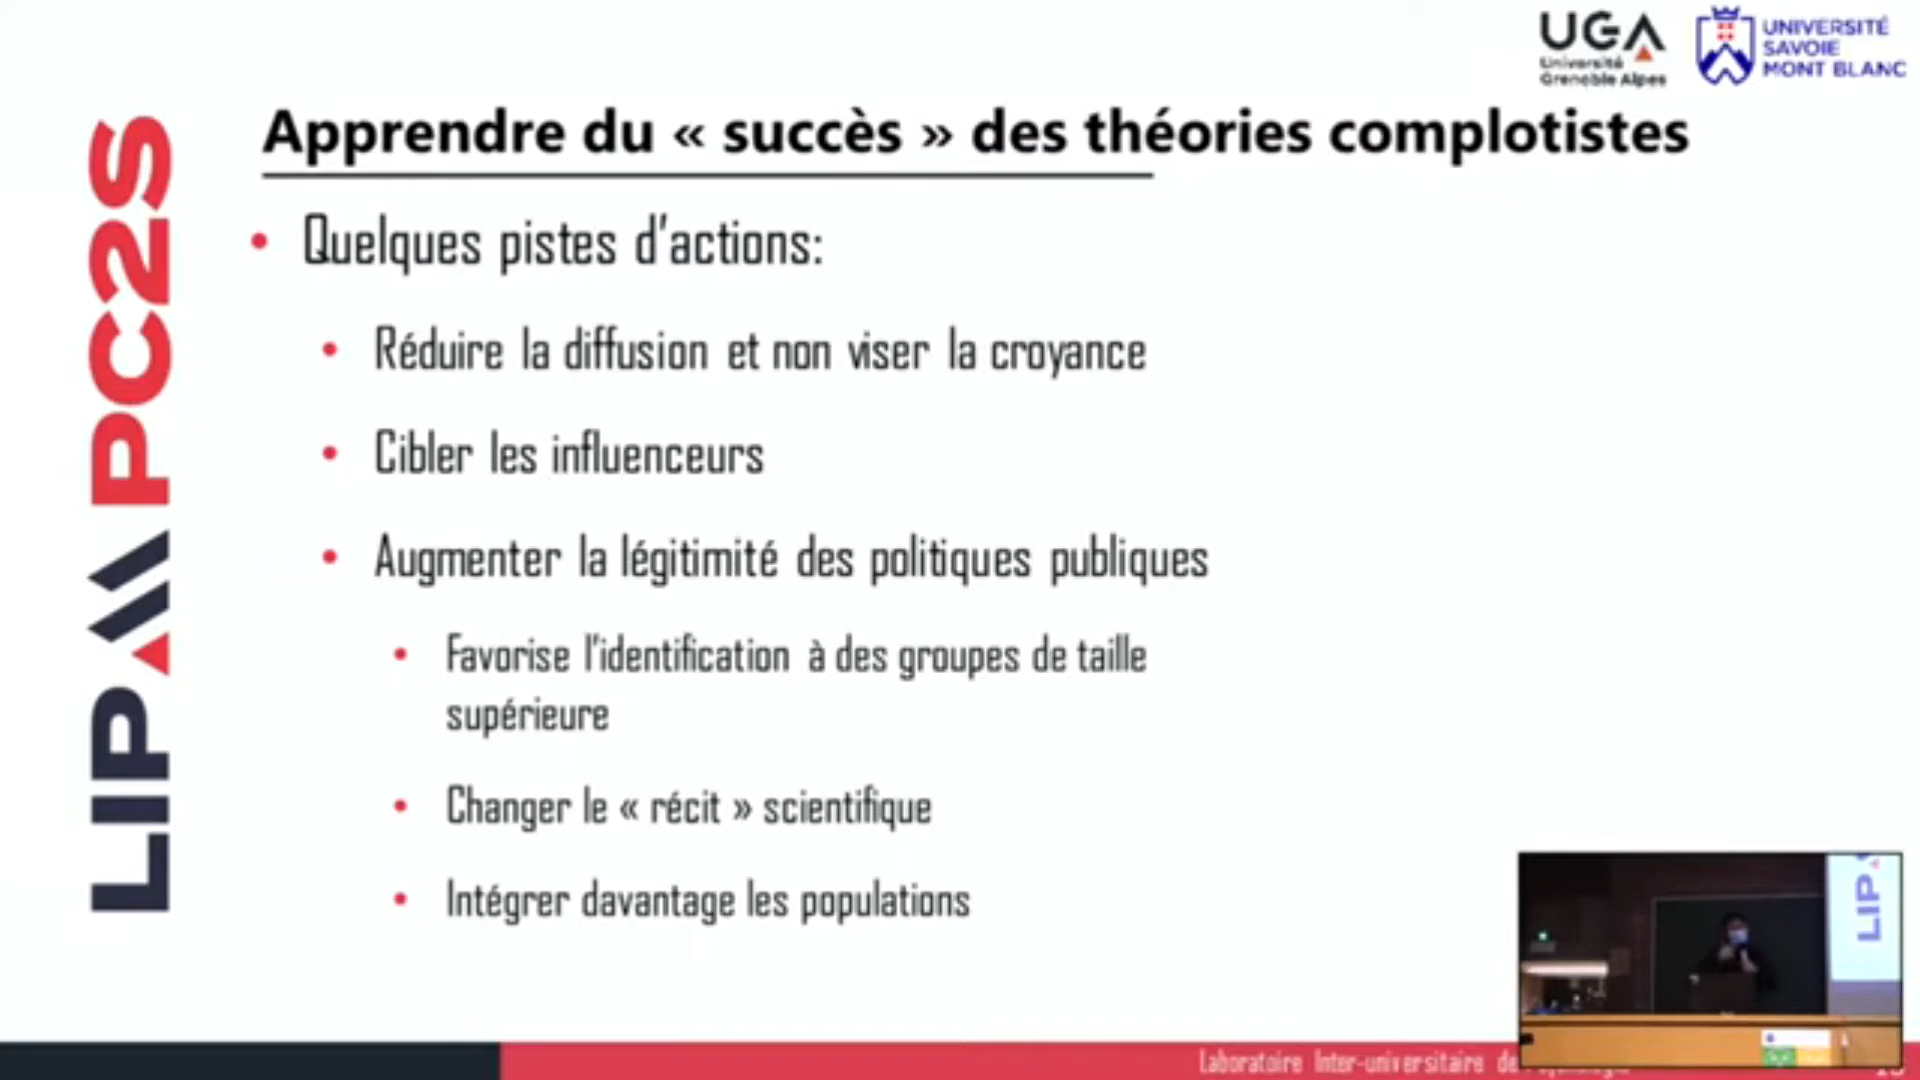 UGA
Université
Grenoble Alpes
UNIVERSITÉ
SAVOIE
MONT BLANC
LIP PC2S
Apprendre du « succès » des théories complotistes
• Quelques pistes d’actions:
• Réduire la diffusion et non viser la croyance
• Cibler les influenceurs
• Augmenter la légitimité des politiques publiques
• Favorise l’identification à des groupes de taille
supérieure
• Changer le « récit » scientifique
• Intégrer davantage les populations
LIP
Laboratoire Inter-universitaire de